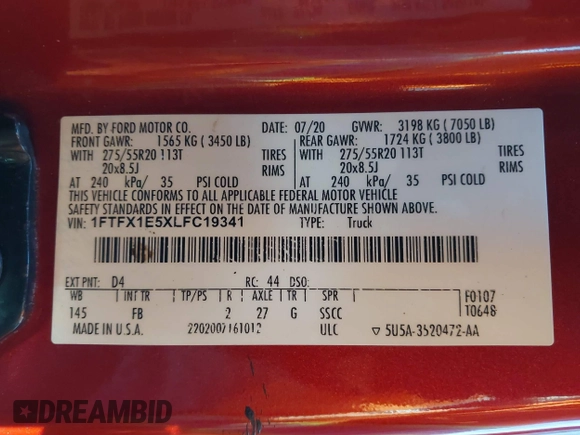 MFD. BY FORD MOTOR CO. DATE: 07/20 GVWR: 3198 KG ( 7050 LB)
FRONT GAWR: 1565 KG ( 3450 LB) REAR GAWR: 1724 KG ( 3800 LB)
WITH 275/55R20 113T TIRES WITH 275/55R20 113T TIRES
20x8.5J RIMS 20x8.5J RIMS
AT 240 kPa/ 35 PSI COLD AT 240 kPa/ 35 PSI COLD
THIS VEHICLE CONFORMS TO ALL APPLICABLE FEDERAL MOTOR VEHICLE
SAFETY STANDARDS IN EFFECT ON THE DATE OF MANUFACTURE SHOWN ABOVE.
VIN: 1FTFX1E5XLFC19341 TYPE: Truck
EXT PNT: D4 RC: 44 DSO:
WB INT TR TP/PS R AXLE TR SPR F0107
145 FB 2 27 G SSCC T0648
MADE IN U.S.A. 2202007161012 ULC ▽ 5U5A-3520472-AA
DREAMBID